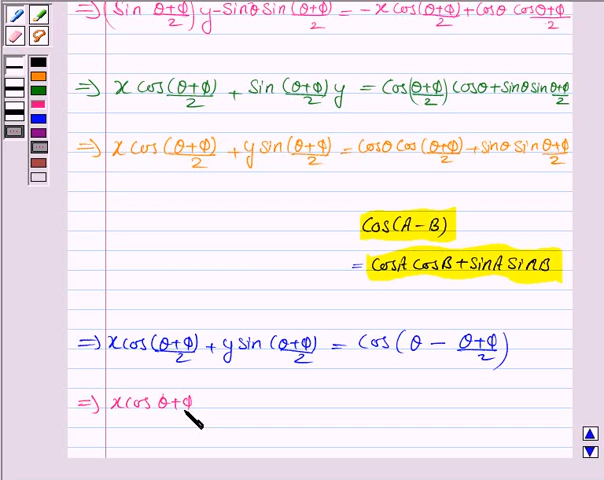 ⇒ (Sin (θ+ϕ)/2) y - Sinθ Sin (θ+ϕ)/2 = -x Cos (θ+ϕ)/2 + Cosθ Cos (θ+ϕ)/2
⇒ x Cos (θ+ϕ)/2 + Sin (θ+ϕ)/2 y = Cos (θ+ϕ)/2 Cosθ + Sinθ Sin (θ+ϕ)/2
⇒ x Cos (θ+ϕ)/2 + y Sin (θ+ϕ)/2 = Cosθ Cos (θ+ϕ)/2 + Sinθ Sin (θ+ϕ)/2
Cos(A-B)
= CosA CosB + SinA SinB
⇒ x Cos (θ+ϕ)/2 + y Sin (θ+ϕ)/2 = Cos (θ - (θ+ϕ)/2)
⇒ x Cos θ+ϕ